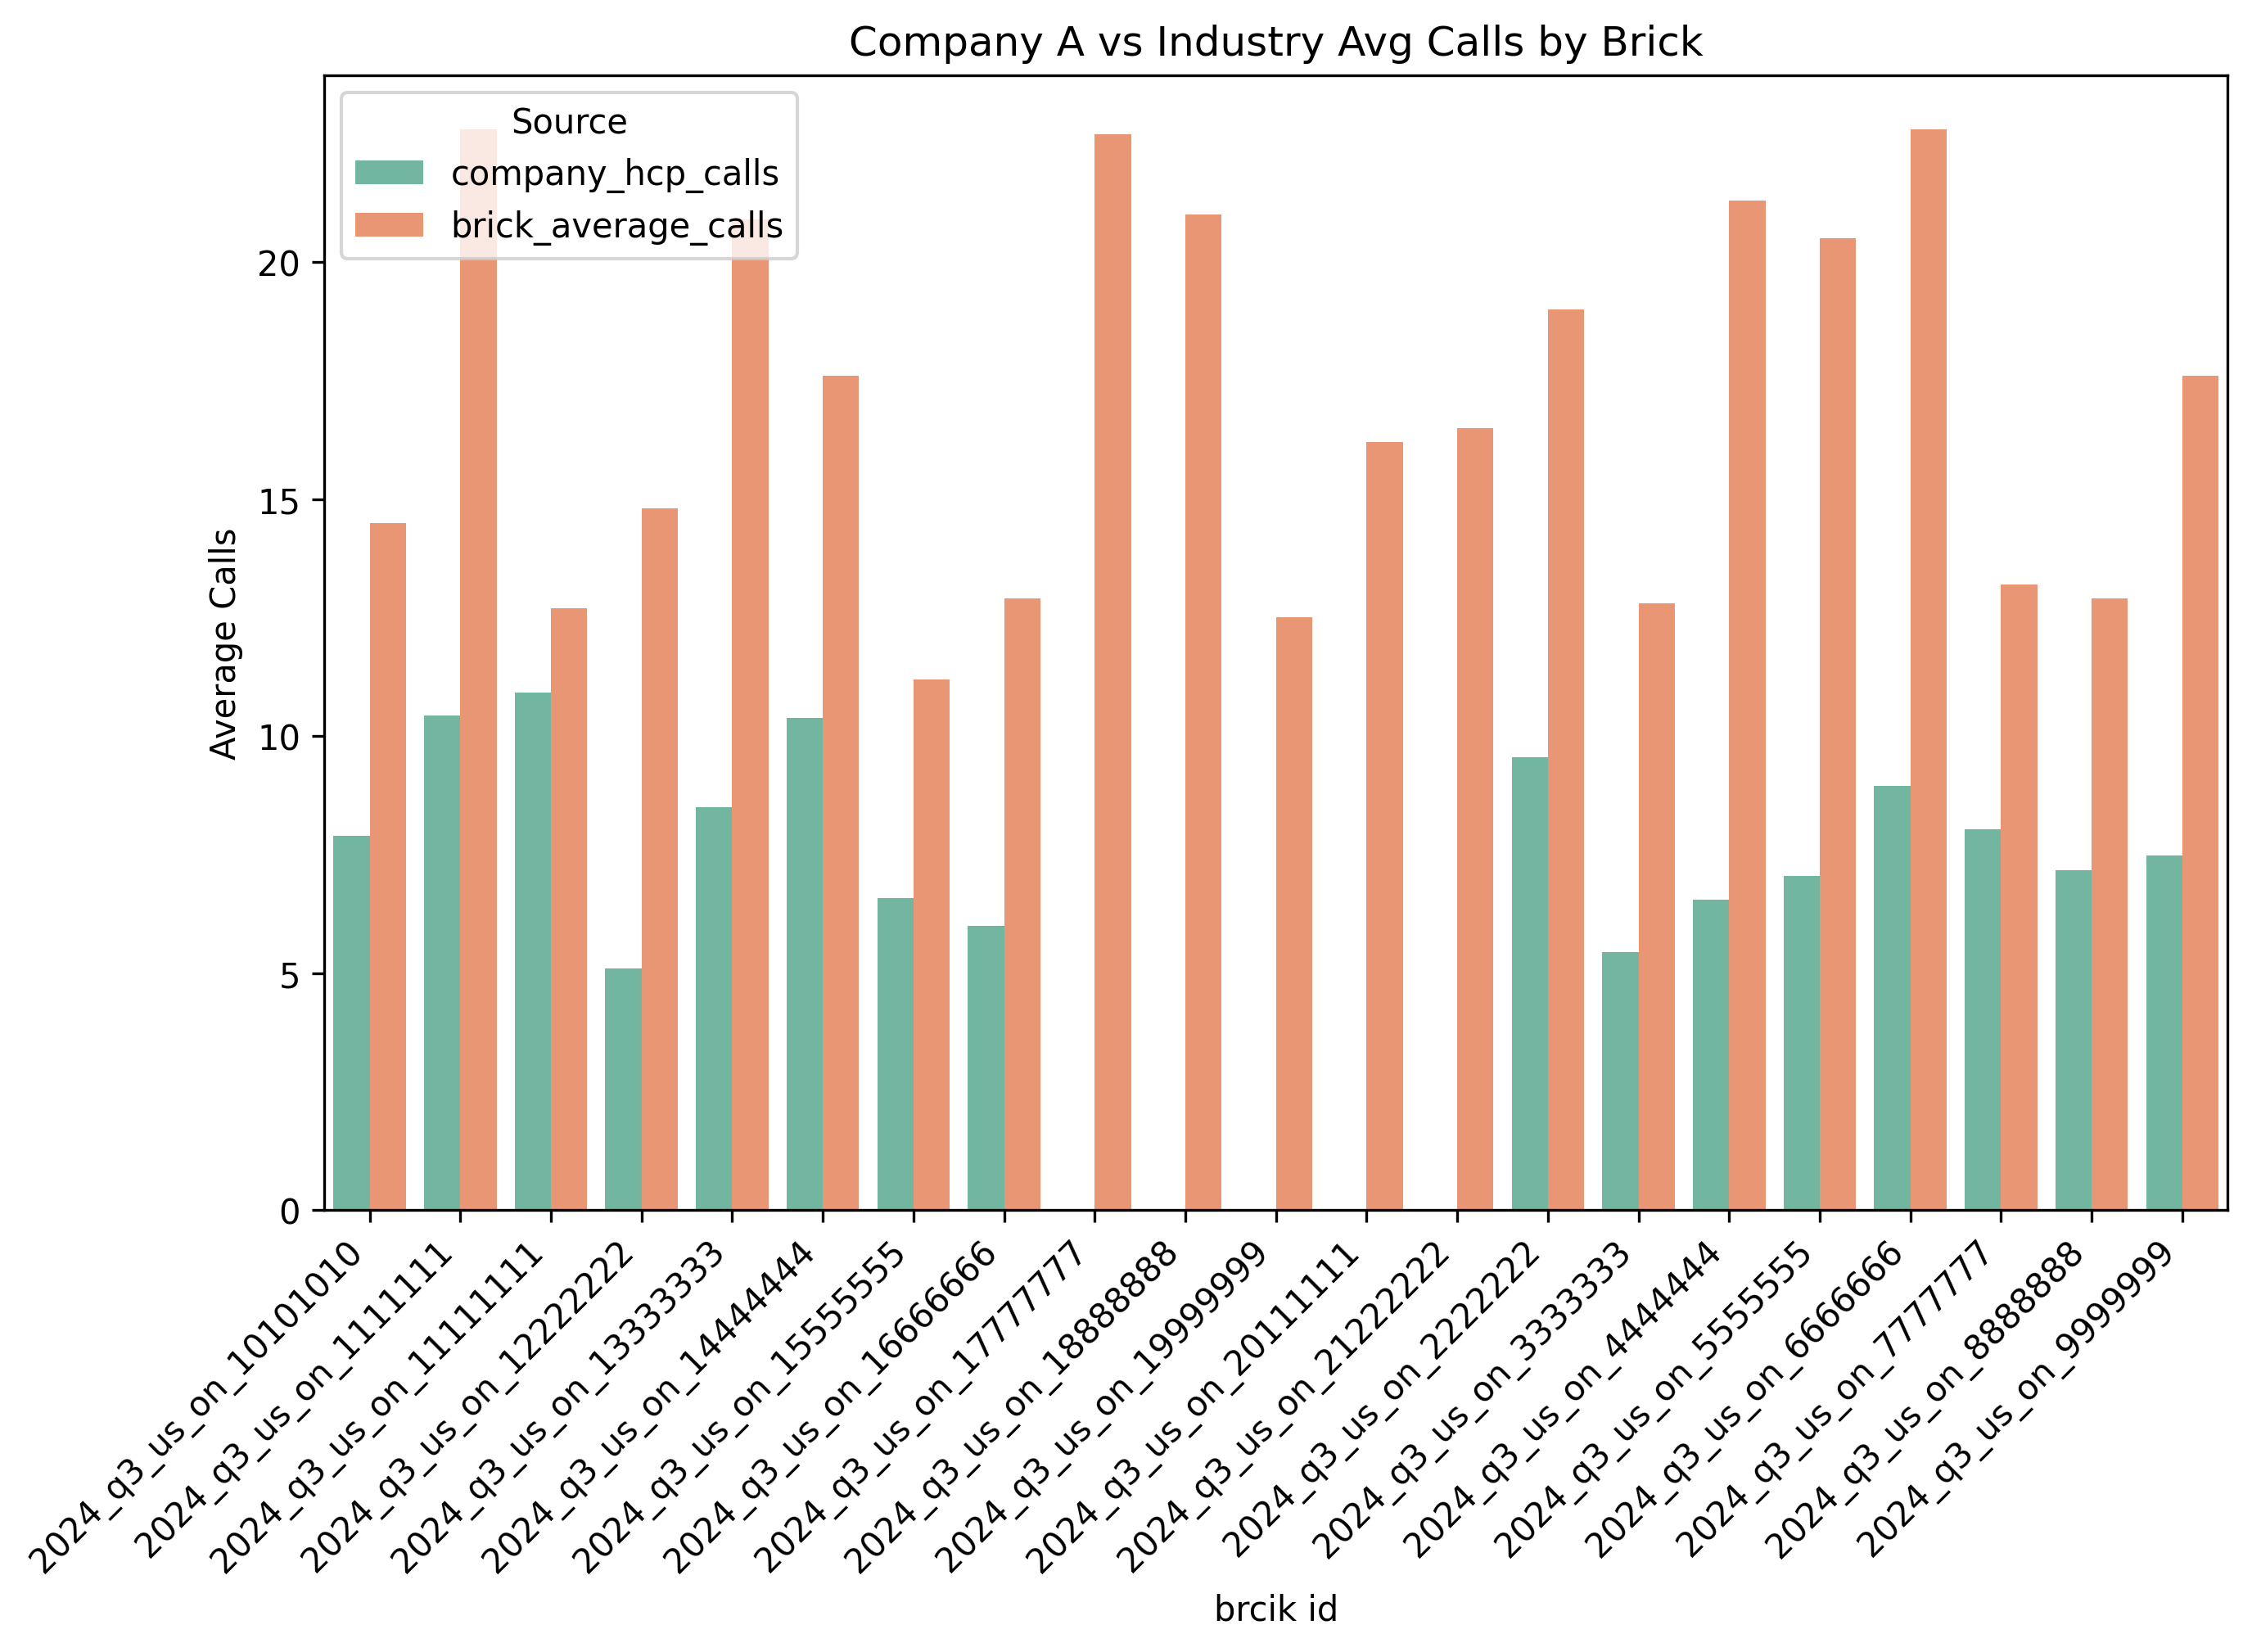 Company A vs Industry Avg Calls by Brick
Source
company_hcp_calls
brick_average_calls
Average Calls
20
15
10
5
0
2024_q3_us_on_10101010
2024_q3_us_on_1111111
2024_q3_us_on_11111111
2024_q3_us_on_12222222
2024_q3_us_on_13333333
2024_q3_us_on_14444444
2024_q3_us_on_15555555
2024_q3_us_on_16666666
2024_q3_us_on_17777777
2024_q3_us_on_18888888
2024_q3_us_on_19999999
2024_q3_us_on_20111111
2024_q3_us_on_21222222
2024_q3_us_on_2222222
2024_q3_us_on_3333333
2024_q3_us_on_4444444
2024_q3_us_on_5555555
2024_q3_us_on_6666666
2024_q3_us_on_7777777
2024_q3_us_on_8888888
2024_q3_us_on_9999999
brcik id